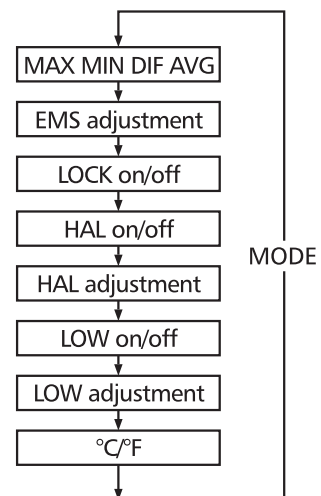 MAX MIN DIF AVG
EMS adjustment
LOCK on/off
HAL on/off
HAL adjustment
LOW on/off
LOW adjustment
°C/°F
MODE